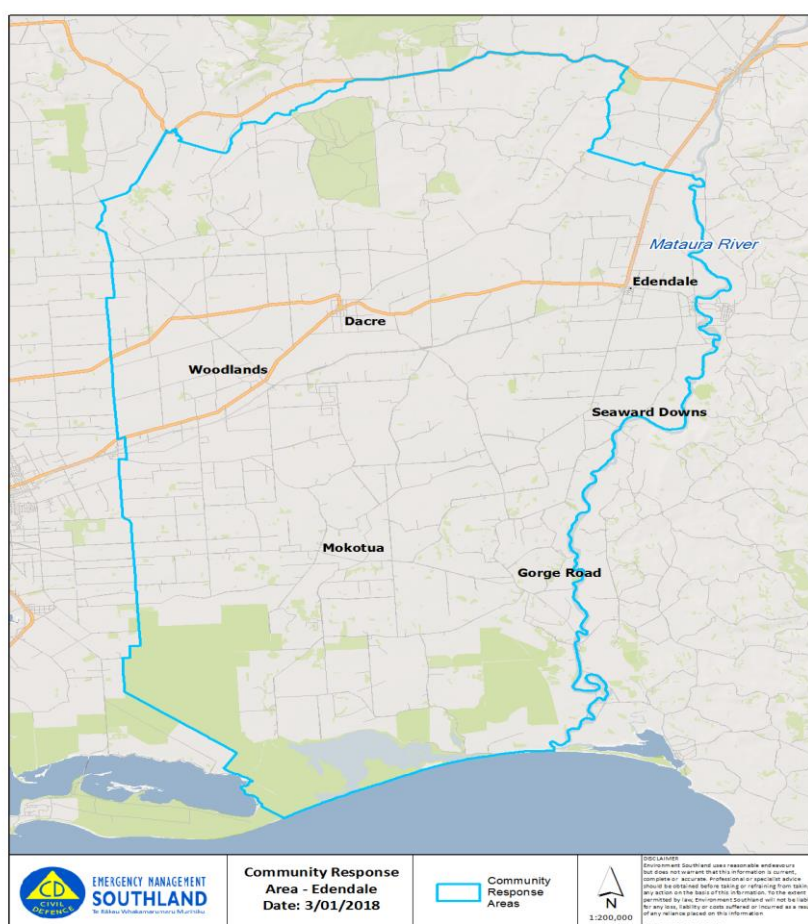 Mataura River
Edendale
Dacre
Woodlands
Seaward Downs
Mokotua
Gorge Road
CD
CIVIL
DEFENCE
EMERGENCY MANAGEMENT
SOUTHLAND
Te Rōpū Whakamarumaru Murihiku
Community Response
Area - Edendale
Date: 3/01/2018
Community
Response
Areas
N
1:200,000
DISCLAIMER
Environment Southland uses reasonable endeavours
but does not warrant that this information is current,
complete or accurate. Professional or specialist advice
should be obtained before taking or refraining from taking
any action on the basis of this information. To the extent
permitted by law, Environment Southland will not be liable
for any loss, liability or costs suffered or incurred as a result
of any reliance placed on this information